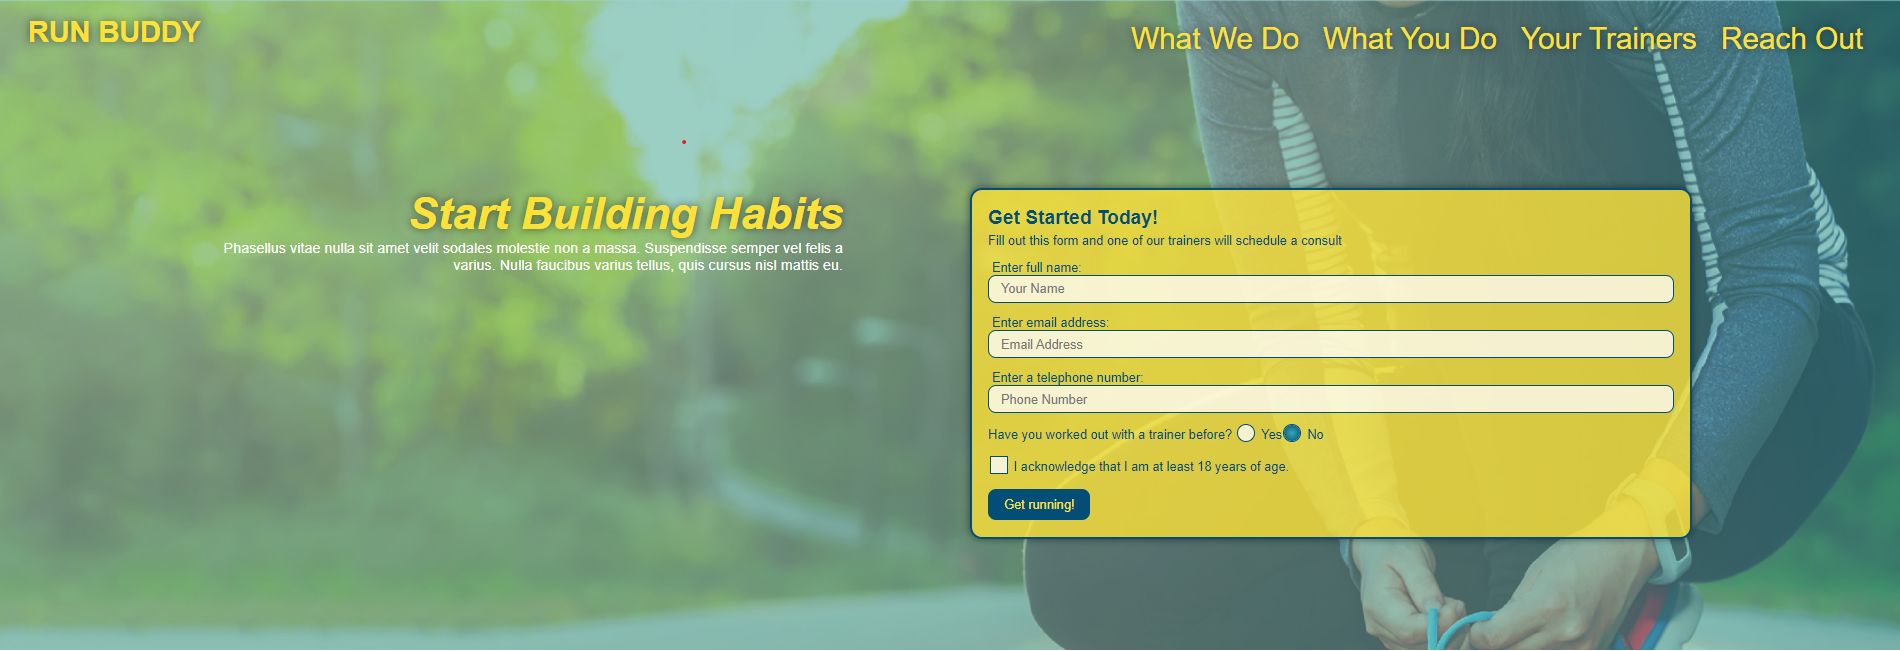 RUN BUDDY
What We Do What You Do Your Trainers Reach Out
Start Building Habits
Phasellus vitae nulla sit amet velit sodales molestie non a massa. Suspendisse semper vel felis a
varius. Nulla faucibus varius tellus, quis cursus nisl mattis eu.
Get Started Today!
Fill out this form and one of our trainers will schedule a consult
Enter full name:
Your Name
Enter email address:
Email Address
Enter a telephone number:
Phone Number
Have you worked out with a trainer before? Yes No
I acknowledge that I am at least 18 years of age.
Get running!